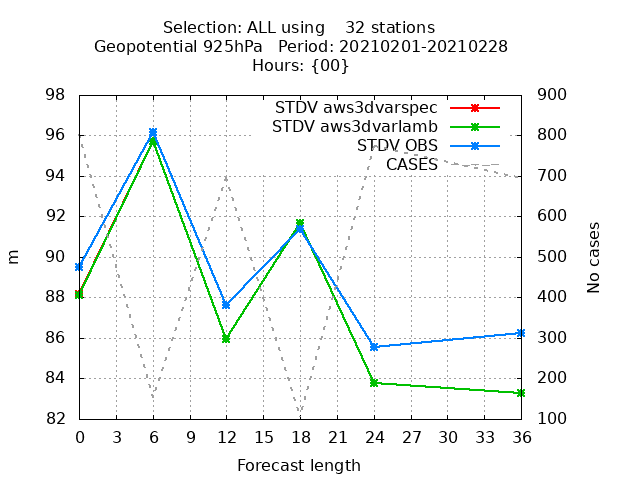 Selection: ALL using    32 stations
Geopotential 925hPa   Period: 20210201-20210228
Hours: {00}
98 900
STDV aws3dvarspec
STDV aws3dvarlamb
96 800
STDV OBS
CASES
94 700
92 600
90 500
88 400
86 300
84 200
82 100
m
No cases
0 3 6 9 12 15 18 21 24 27 30 33 36
Forecast length